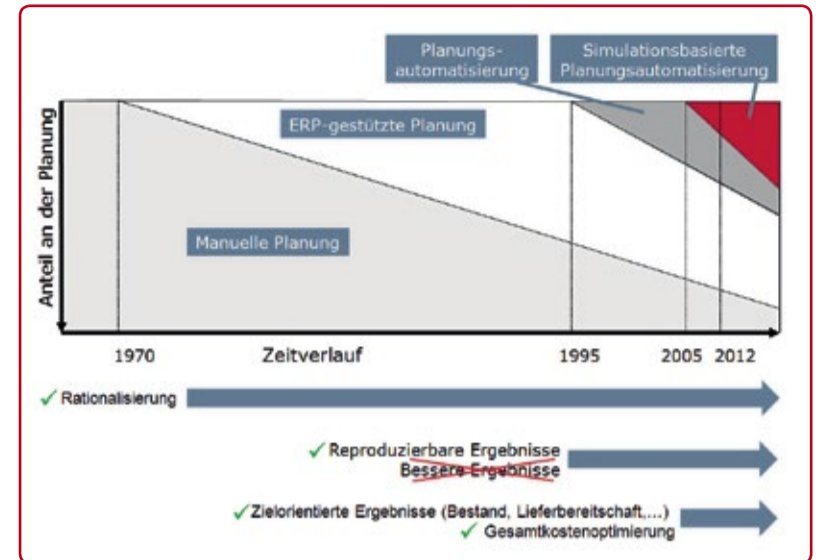 Planungs-
automatisierung
Simulationsbasierte
Planungsautomatisierung
ERP-gestützte Planung
Manuelle Planung
Anteil an der Planung
1970
Zeitverlauf
1995
2005
2012
Rationalisierung
Reproduzierbare Ergebnisse
Bessere Ergebnisse
Zielorientierte Ergebnisse (Bestand, Lieferbereitschaft,...)
Gesamtkostenoptimierung